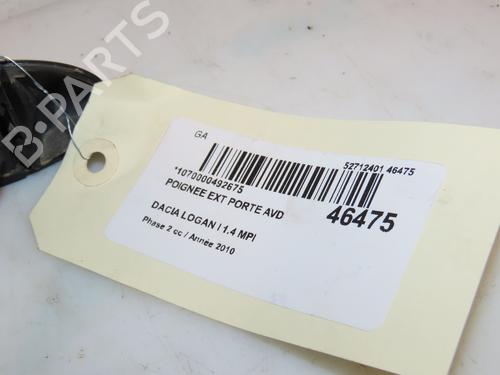 B-PARTS
GA
52712401 46475
*1070000492675
POIGNEE EXT PORTE AVD
46475
DACIA LOGAN I 1.4 MPI
Phase 2 cc / Année 2010